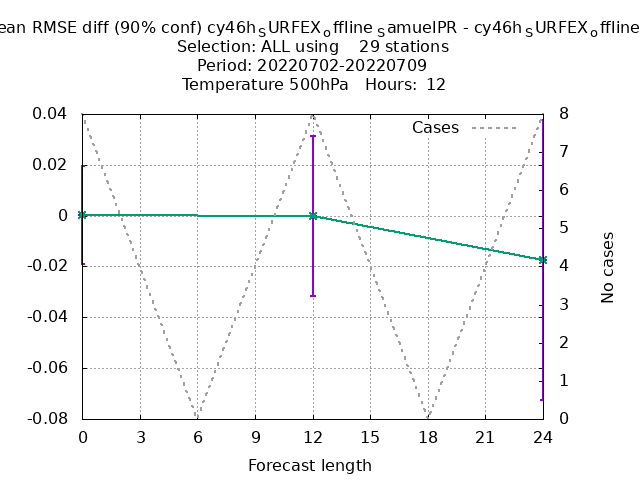 ean RMSE diff (90% conf) cy46h_SURFEX_offline_SamuelPR - cy46h_SURFEX_offline
Selection: ALL using 29 stations
Period: 20220702-20220709
Temperature 500hPa Hours: 12
Cases
0.04
0.02
0
-0.02
-0.04
-0.06
-0.08
8
7
6
5
4
3
2
1
0
No cases
0 3 6 9 12 15 18 21 24
Forecast length